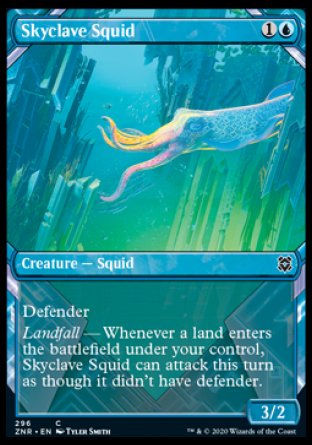 Skyclave Squid 1
Creature — Squid
Defender
Landfall — Whenever a land enters
the battlefield under your control,
Skyclave Squid can attack this turn
as though it didn't have defender.
3/2
296 C
ZNR • EN Tyler Smith
™ & © 2020 Wizards of the Coast